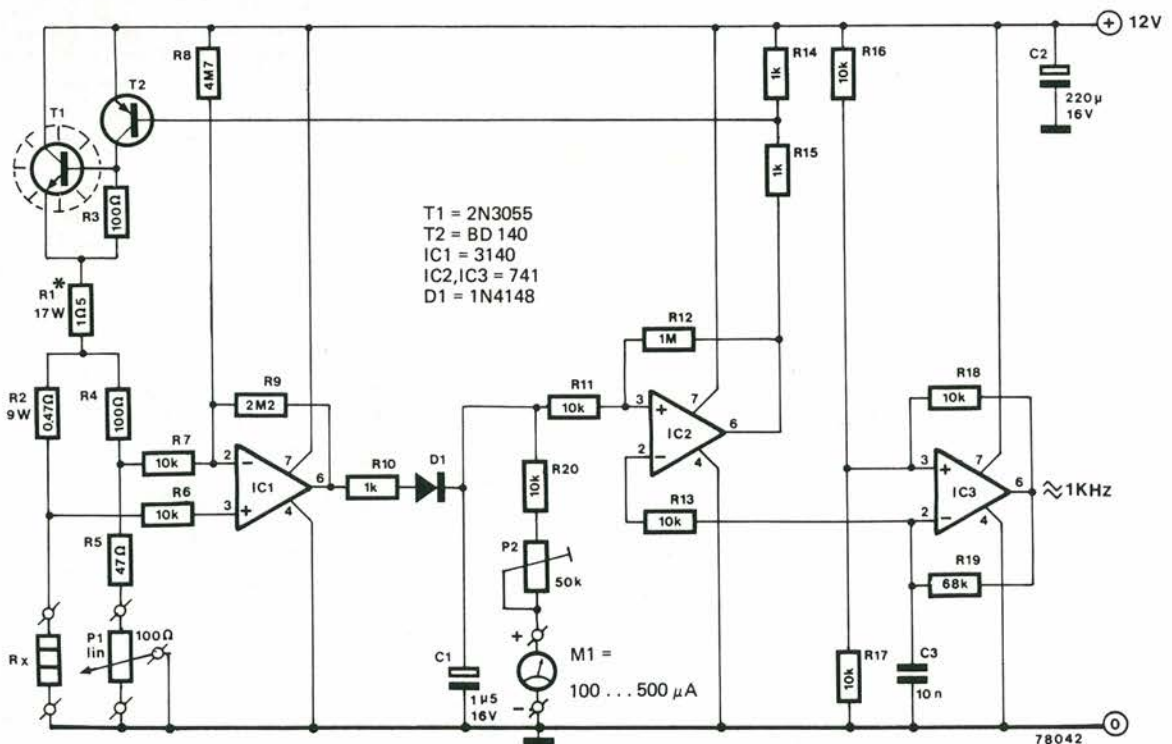 12V
R8
4M7
T2
T1
R3
100Ω
R1*
17W
1Ω5
R2
9W
0.47Ω
R4
100Ω
R7
10k
R6
10k
R5
47Ω
P1
lin
100Ω
Rx
R9
2M2
2
3
7
6
4
IC1
R10
1k
D1
T1 = 2N3055
T2 = BD 140
IC1 = 3140
IC2,IC3 = 741
D1 = 1N4148
C1
1µ5
16V
R11
10k
R20
10k
P2
50k
+
M1 =
100 ... 500 µA
–
R12
1M
3
2
7
6
4
IC2
R13
10k
R14
1k
R15
1k
R16
10k
R17
10k
R18
10k
3
2
7
6
4
IC3
≈1KHz
R19
68k
C3
10n
C2
220µ
16V
0
78042